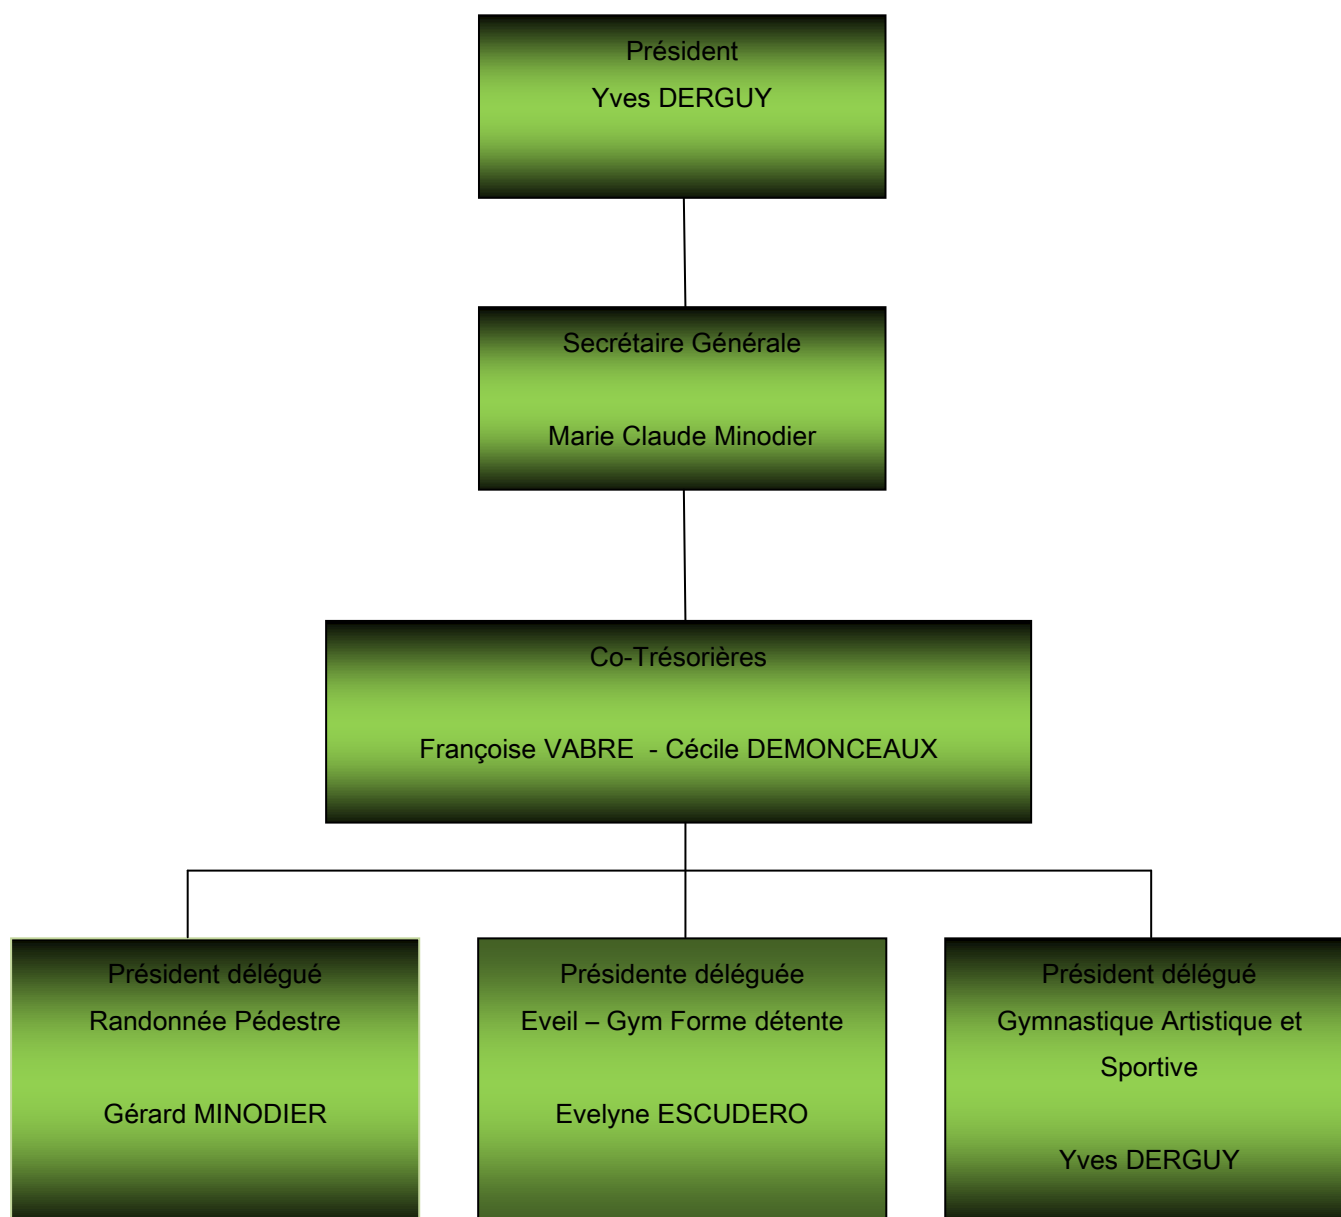 Président
Yves DERGUY
Secrétaire Générale
Marie Claude Minodier
Co-Trésorières
Françoise VABRE  - Cécile DEMONCEAUX
Président délégué
Randonnée Pédestre
Gérard MINODIER
Présidente déléguée
Eveil – Gym Forme détente
Evelyne ESCUDERO
Président délégué
Gymnastique Artistique et
Sportive
Yves DERGUY